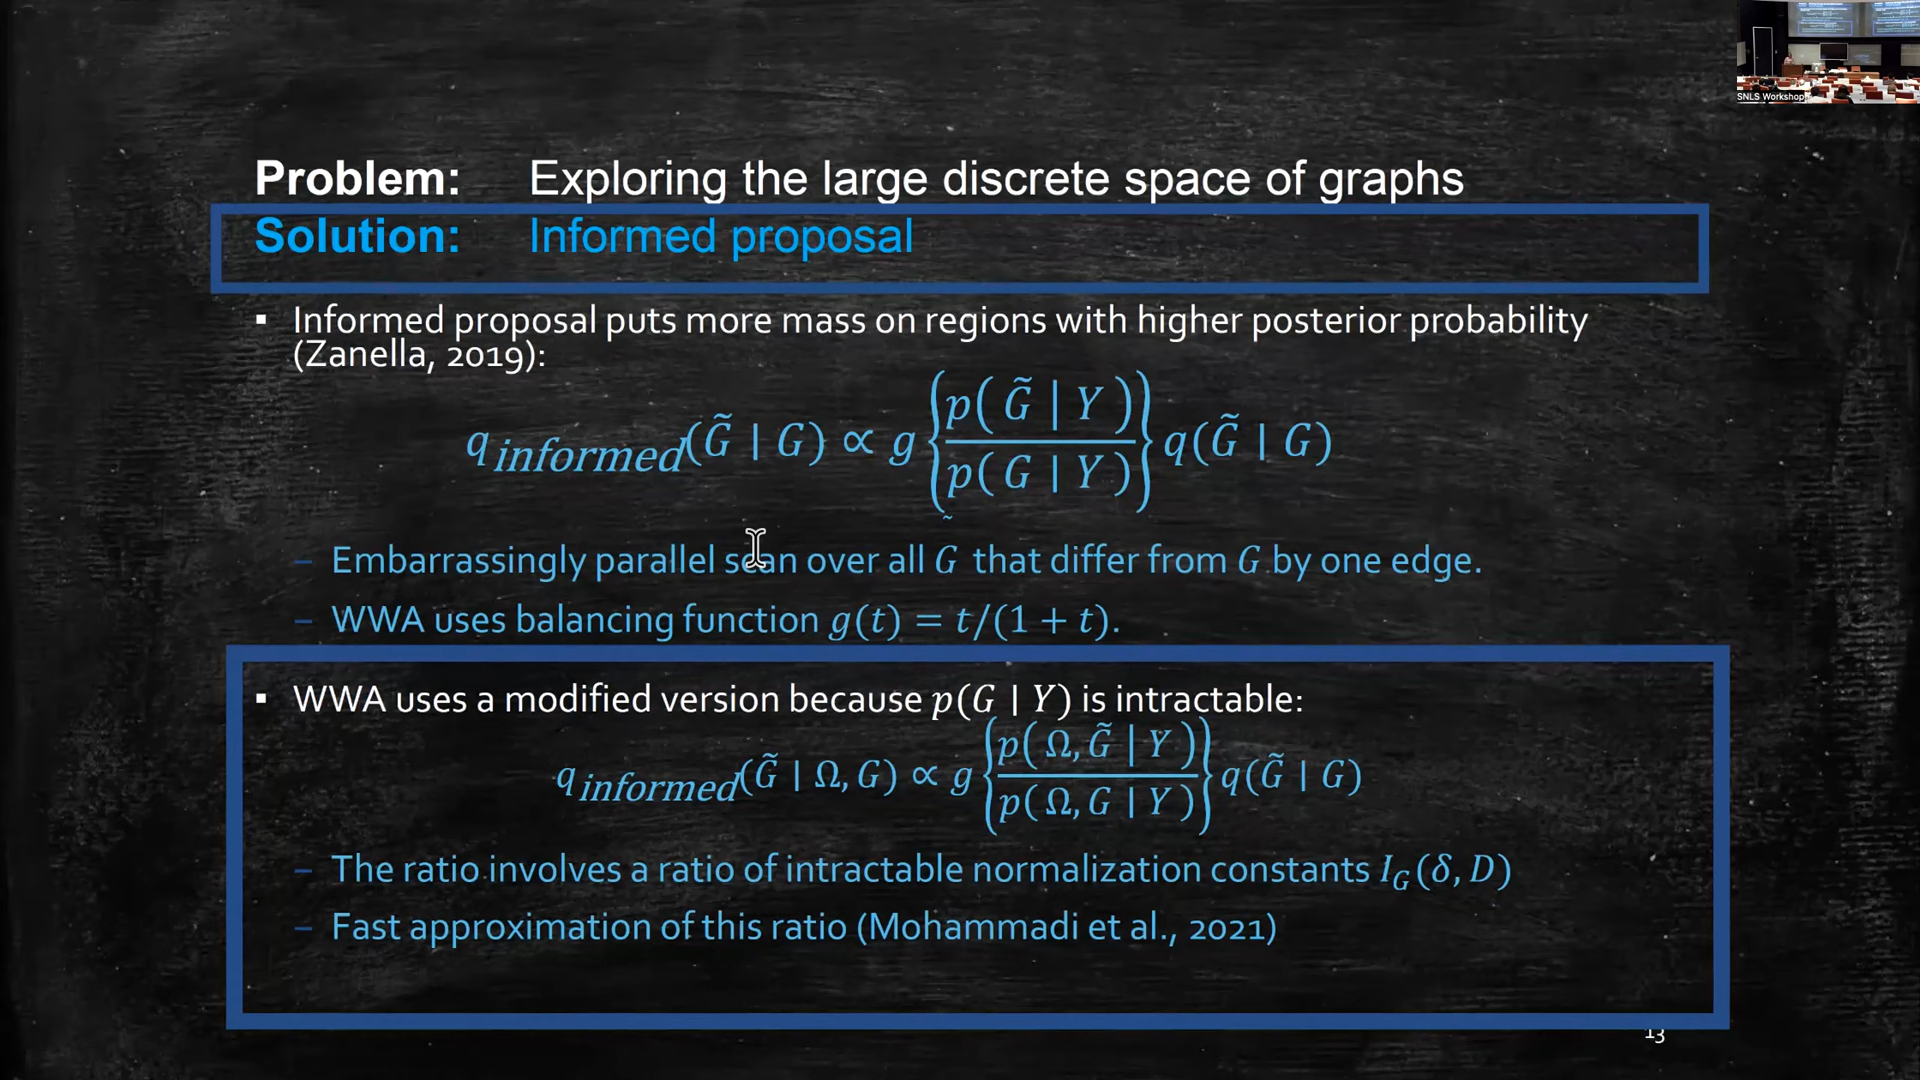 SNLS Workshop
Problem: Exploring the large discrete space of graphs
Solution: Informed proposal
▪ Informed proposal puts more mass on regions with higher posterior probability
(Zanella, 2019):
q_informed(G̃ | G) ∝ g{p(G̃ | Y)/p(G | Y)} q(G̃ | G)
– Embarrassingly parallel scan over all G̃ that differ from G by one edge.
– WWA uses balancing function g(t) = t/(1 + t).
▪ WWA uses a modified version because p(G | Y) is intractable:
q_informed(G̃ | Ω, G) ∝ g{p(Ω, G̃ | Y)/p(Ω, G | Y)} q(G̃ | G)
– The ratio involves a ratio of intractable normalization constants I_G(δ, D)
– Fast approximation of this ratio (Mohammadi et al., 2021)
13